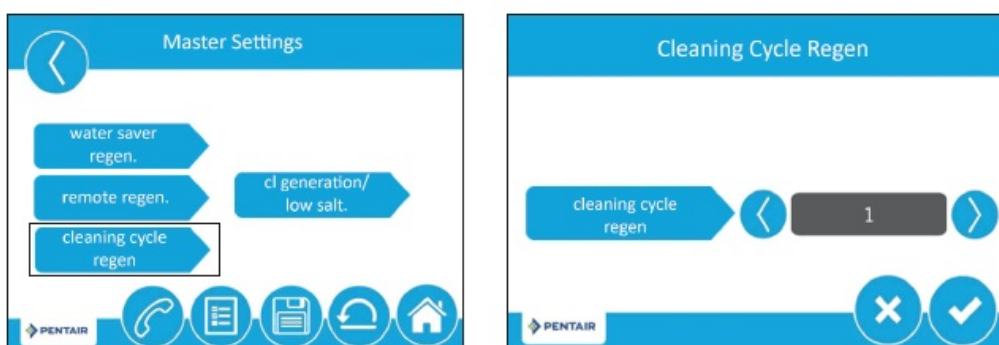 Master Settings
water saver
regen.
remote regen.
cleaning cycle
regen
cl generation/
low salt.
PENTAIR
Cleaning Cycle Regen
cleaning cycle
regen
1
PENTAIR